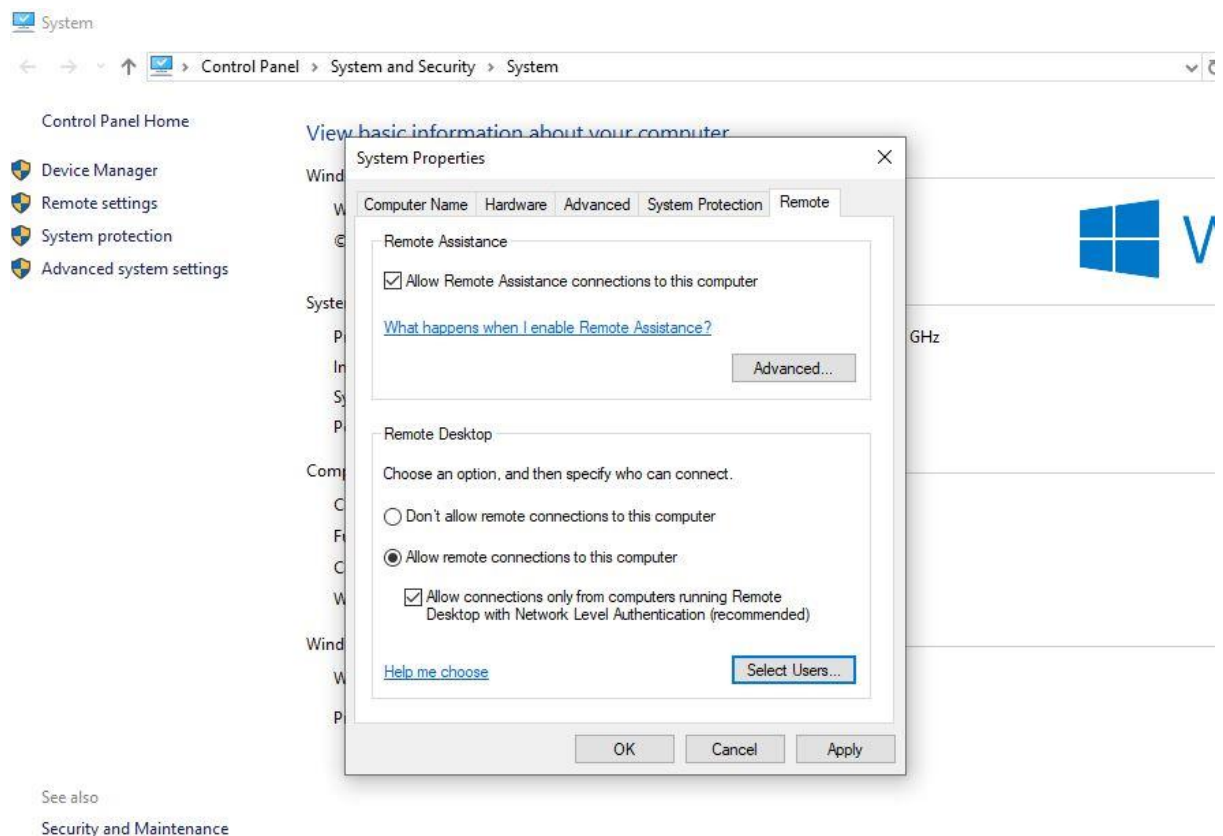 System
Control Panel > System and Security > System
Control Panel Home
View basic information about your computer
Device Manager
Remote settings
System protection
Advanced system settings
GHz
System Properties
Computer Name Hardware Advanced System Protection Remote
Remote Assistance
Allow Remote Assistance connections to this computer
What happens when I enable Remote Assistance?
Advanced...
Remote Desktop
Choose an option, and then specify who can connect.
Don't allow remote connections to this computer
Allow remote connections to this computer
Allow connections only from computers running Remote
Desktop with Network Level Authentication (recommended)
Help me choose
Select Users...
OK Cancel Apply
See also
Security and Maintenance